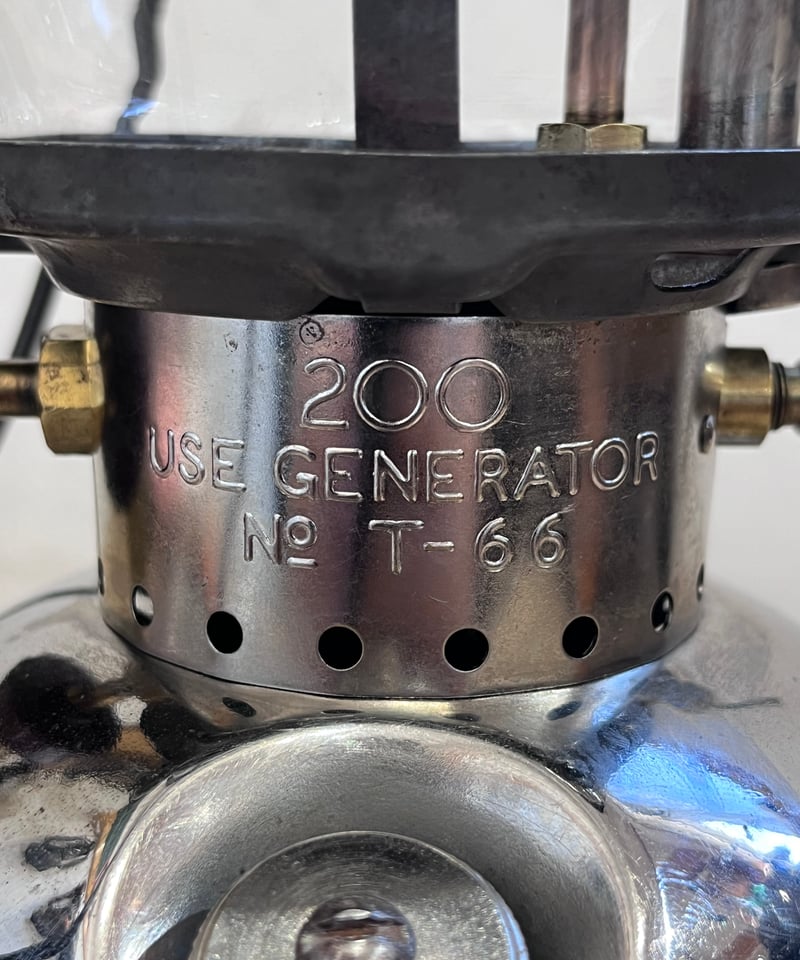 ®
200
USE GENERATOR
Nº T-66